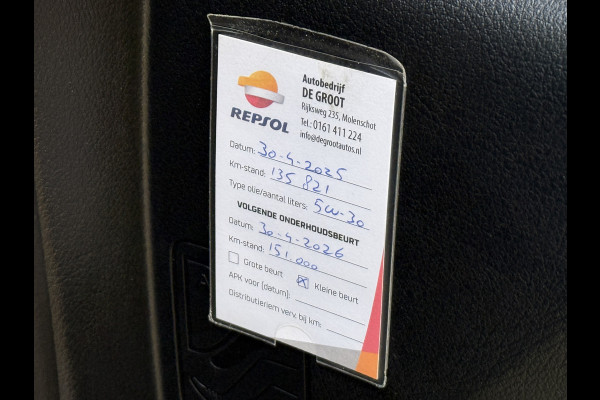 REPSOL
Autobedrijf
DE GROOT
Rijksweg 235, Molenschot
Tel.: 0161 411 224
info@degrootautos.nl
Datum: 30-4-2025
Km-stand: 135 821
Type olie/aantal liters: 5w-30
VOLGENDE ONDERHOUDSBEURT
Datum: 30-4-2026
Km-stand: 151.000
Grote beurt Kleine beurt
APK voor (datum):
Distributieriem verv. bij km: